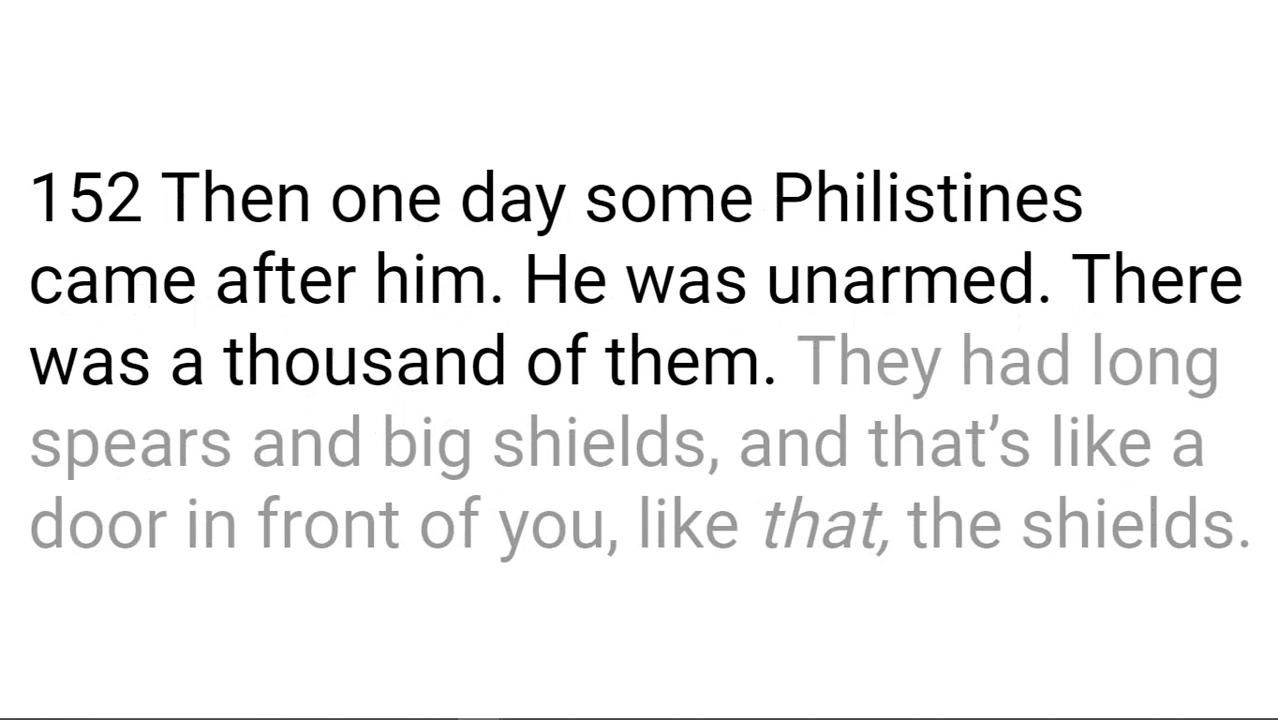 152 Then one day some Philistines
came after him. He was unarmed. There
was a thousand of them. They had long
spears and big shields, and that’s like a
door in front of you, like that, the shields.